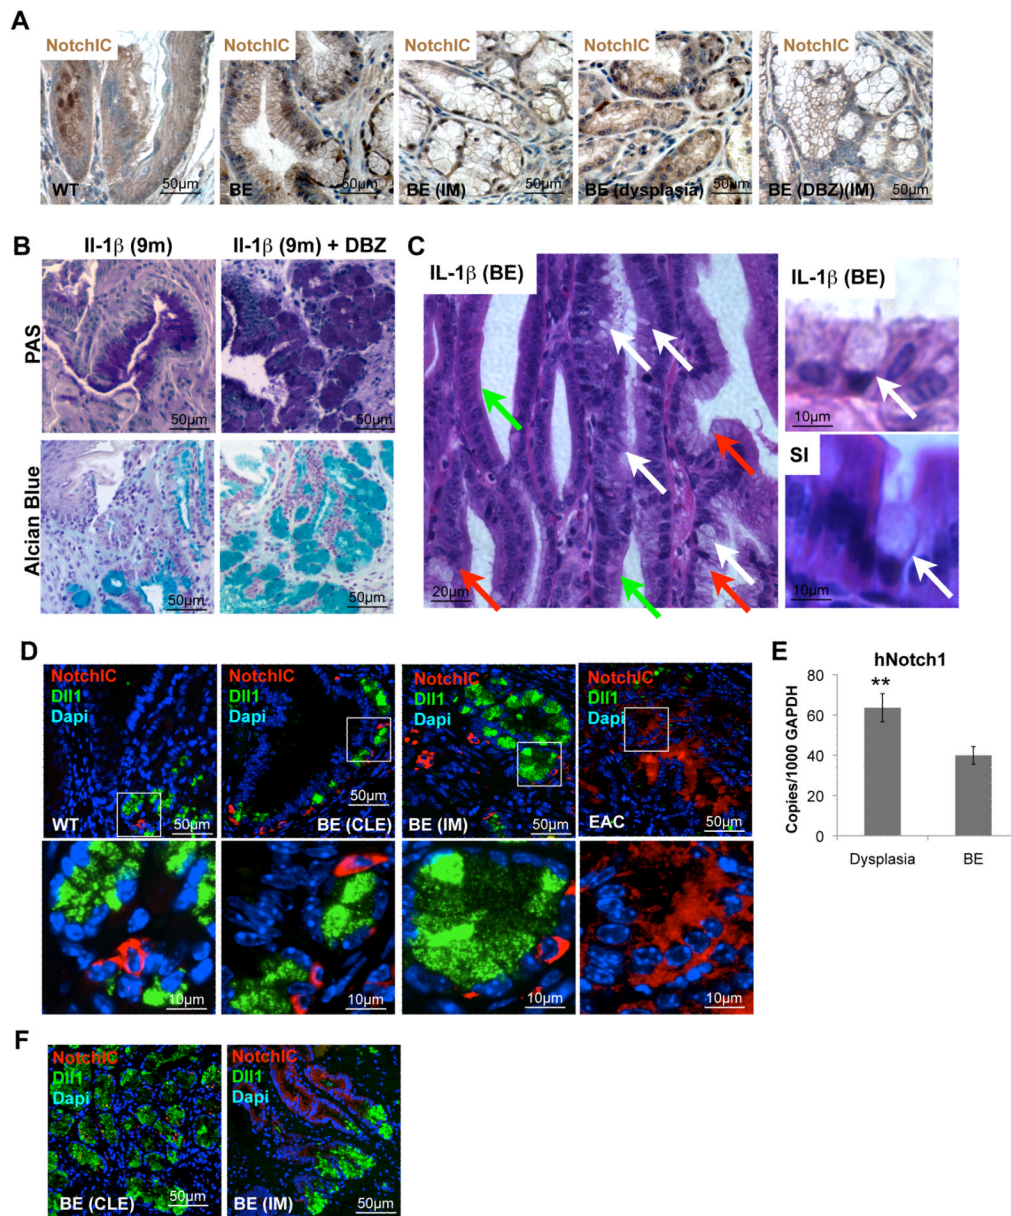 A
NotchIC
WT
50µm
NotchIC
BE
50µm
NotchIC
BE (IM)
50µm
NotchIC
BE (dysplasia)
50µm
NotchIC
BE (DBZ)(IM)
50µm
B
Il-1β (9m)
Il-1β (9m) + DBZ
PAS
50µm
50µm
Alcian Blue
50µm
50µm
C
IL-1β (BE)
20µm
IL-1β (BE)
10µm
SI
10µm
D
NotchIC
Dll1
Dapi
WT
50µm
NotchIC
Dll1
Dapi
50µm
BE (CLE)
NotchIC
Dll1
Dapi
50µm
BE (IM)
NotchIC
Dll1
Dapi
EAC
50µm
10µm
10µm
10µm
10µm
E
hNotch1
**
Copies/1000 GAPDH
80
60
40
20
0
Dysplasia
BE
F
NotchIC
Dll1
Dapi
50µm
BE (CLE)
NotchIC
Dll1
Dapi
50µm
BE (IM)